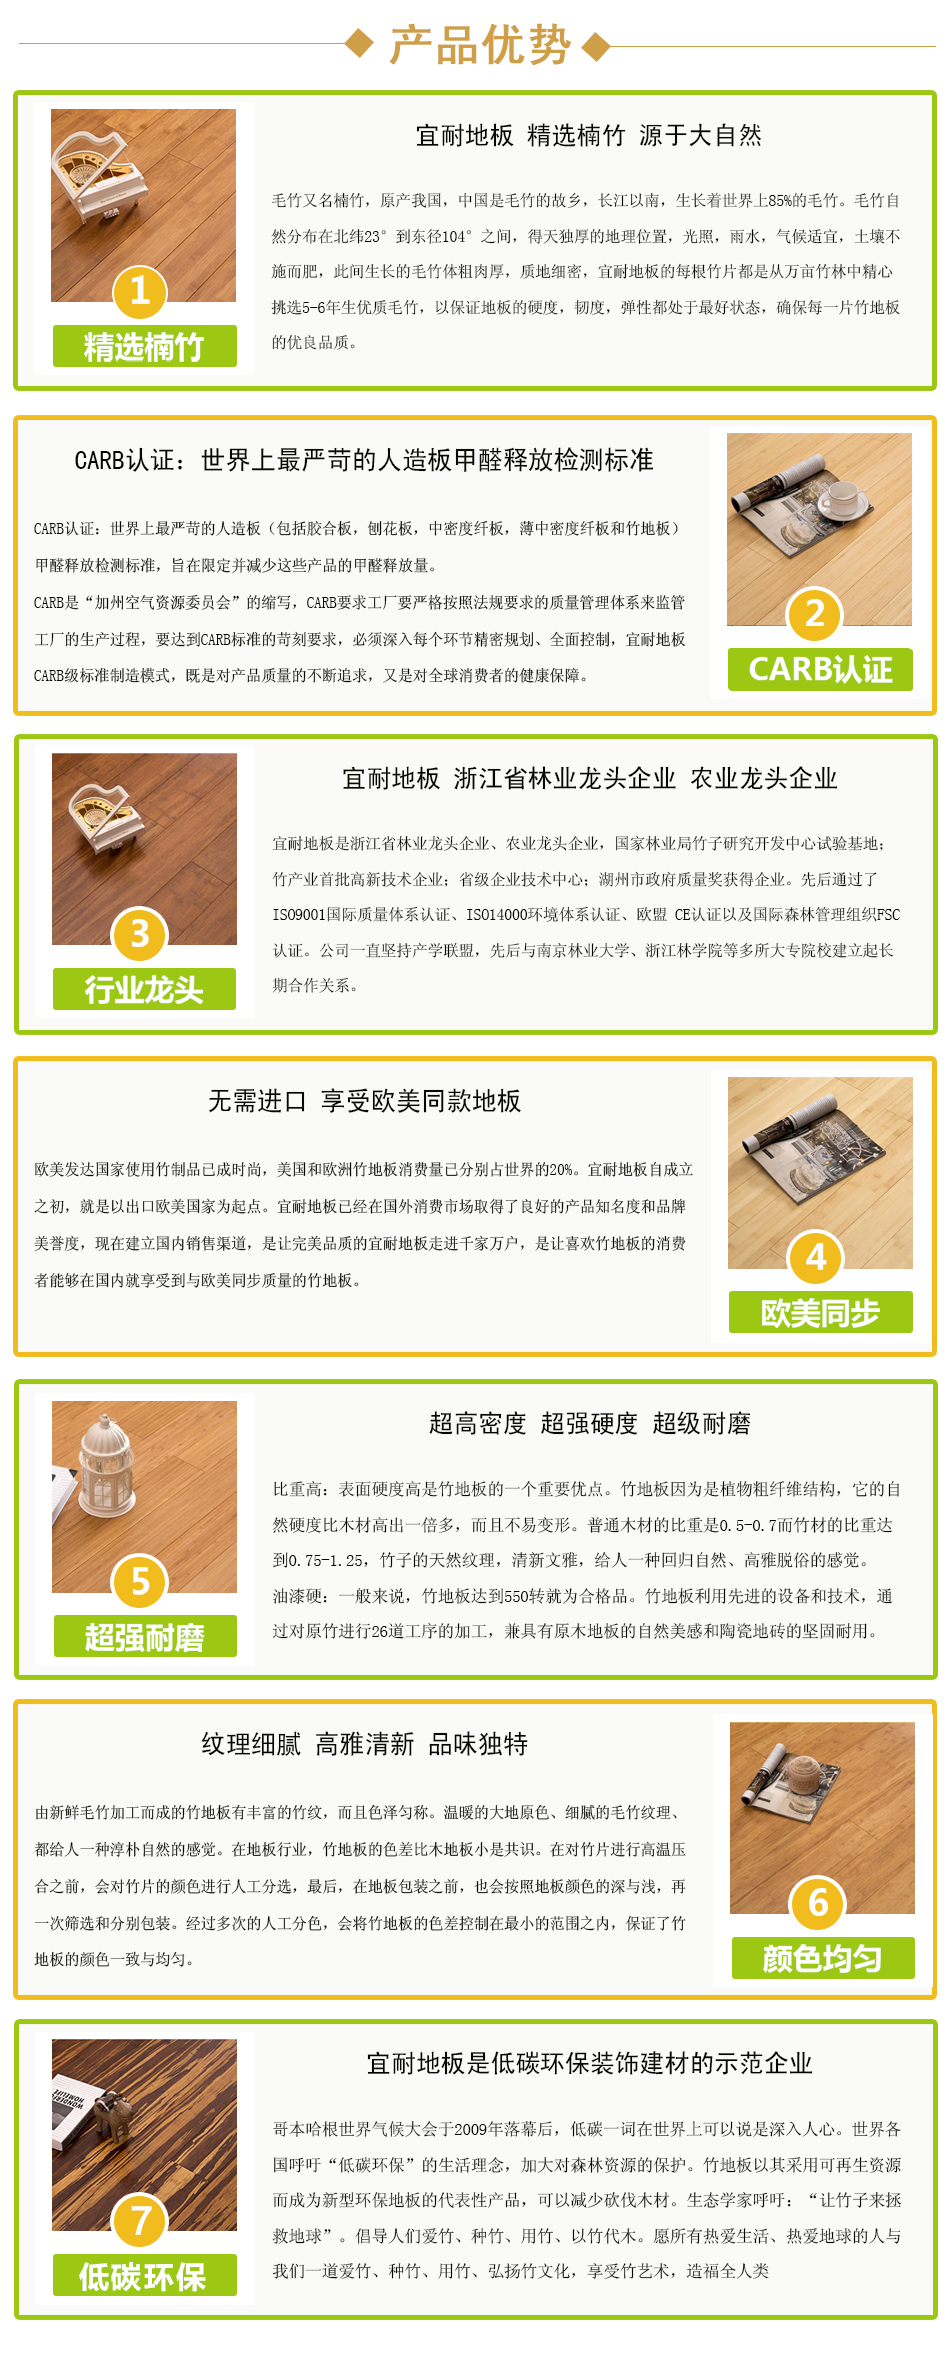 产品优势
宜耐地板 精选楠竹 源于大自然
毛竹又名楠竹，原产我国，中国是毛竹的故乡，长江以南，生长着世界上85%的毛竹。毛竹自
然分布在北纬23°到东径104°之间，得天独厚的地理位置，光照，雨水，气候适宜，土壤不
施而肥，此间生长的毛竹体粗肉厚，质地细密，宜耐地板的每根竹片都是从万亩竹林中精心
挑选5-6年生优质毛竹，以保证地板的硬度，韧度，弹性都处于最好状态，确保每一片竹地板
的优良品质。
1
精选楠竹
CARB认证：世界上最严苛的人造板甲醛释放检测标准
CARB认证：世界上最严苛的人造板（包括胶合板，刨花板，中密度纤板，薄中密度纤板和竹地板）
甲醛释放检测标准，旨在限定并减少这些产品的甲醛释放量。
CARB是“加州空气资源委员会”的缩写，CARB要求工厂要严格按照法规要求的质量管理体系来监管
工厂的生产过程，要达到CARB标准的苛刻要求，必须深入每个环节精密规划、全面控制，宜耐地板
CARB级标准制造模式，既是对产品质量的不断追求，又是对全球消费者的健康保障。
2
CARB认证
宜耐地板 浙江省林业龙头企业 农业龙头企业
宜耐地板是浙江省林业龙头企业、农业龙头企业，国家林业局竹子研究开发中心试验基地；
竹产业首批高新技术企业；省级企业技术中心；湖州市政府质量奖获得企业。先后通过了
ISO9001国际质量体系认证、ISO14000环境体系认证、欧盟 CE认证以及国际森林管理组织FSC
认证。公司一直坚持产学联盟，先后与南京林业大学、浙江林学院等多所大专院校建立起长
期合作关系。
3
行业龙头
无需进口 享受欧美同款地板
欧美发达国家使用竹制品已成时尚，美国和欧洲竹地板消费量已分别占世界的20%。宜耐地板自成立
之初，就是以出口欧美国家为起点。宜耐地板已经在国外消费市场取得了良好的产品知名度和品牌
美誉度，现在建立国内销售渠道，是让完美品质的宜耐地板走进千家万户，是让喜欢竹地板的消费
者能够在国内就享受到与欧美同步质量的竹地板。
4
欧美同步
超高密度 超强硬度 超级耐磨
比重高：表面硬度高是竹地板的一个重要优点。竹地板因为是植物粗纤维结构，它的自
然硬度比木材高出一倍多，而且不易变形。普通木材的比重是0.5-0.7而竹材的比重达
到0.75-1.25，竹子的天然纹理，清新文雅，给人一种回归自然、高雅脱俗的感觉。
油漆硬：一般来说，竹地板达到550转就为合格品。竹地板利用先进的设备和技术，通
过对原竹进行26道工序的加工，兼具有原木地板的自然美感和陶瓷地砖的坚固耐用。
5
超强耐磨
纹理细腻 高雅清新 品味独特
由新鲜毛竹加工而成的竹地板有丰富的竹纹，而且色泽匀称。温暖的大地原色、细腻的毛竹纹理、
都给人一种淳朴自然的感觉。在地板行业，竹地板的色差比木地板小是共识。在对竹片进行高温压
合之前，会对竹片的颜色进行人工分选，最后，在地板包装之前，也会按照地板颜色的深与浅，再
一次筛选和分别包装。经过多次的人工分色，会将竹地板的色差控制在最小的范围之内，保证了竹
地板的颜色一致与均匀。
6
颜色均匀
宜耐地板是低碳环保装饰建材的示范企业
哥本哈根世界气候大会于2009年落幕后，低碳一词在世界上可以说是深入人心。世界各
国呼吁“低碳环保”的生活理念，加大对森林资源的保护。竹地板以其采用可再生资源
而成为新型环保地板的代表性产品，可以减少砍伐木材。生态学家呼吁：“让竹子来拯
救地球”。倡导人们爱竹、种竹、用竹、以竹代木。愿所有热爱生活、热爱地球的人与
我们一道爱竹、种竹、用竹、弘扬竹文化，享受竹艺术，造福全人类
7
低碳环保